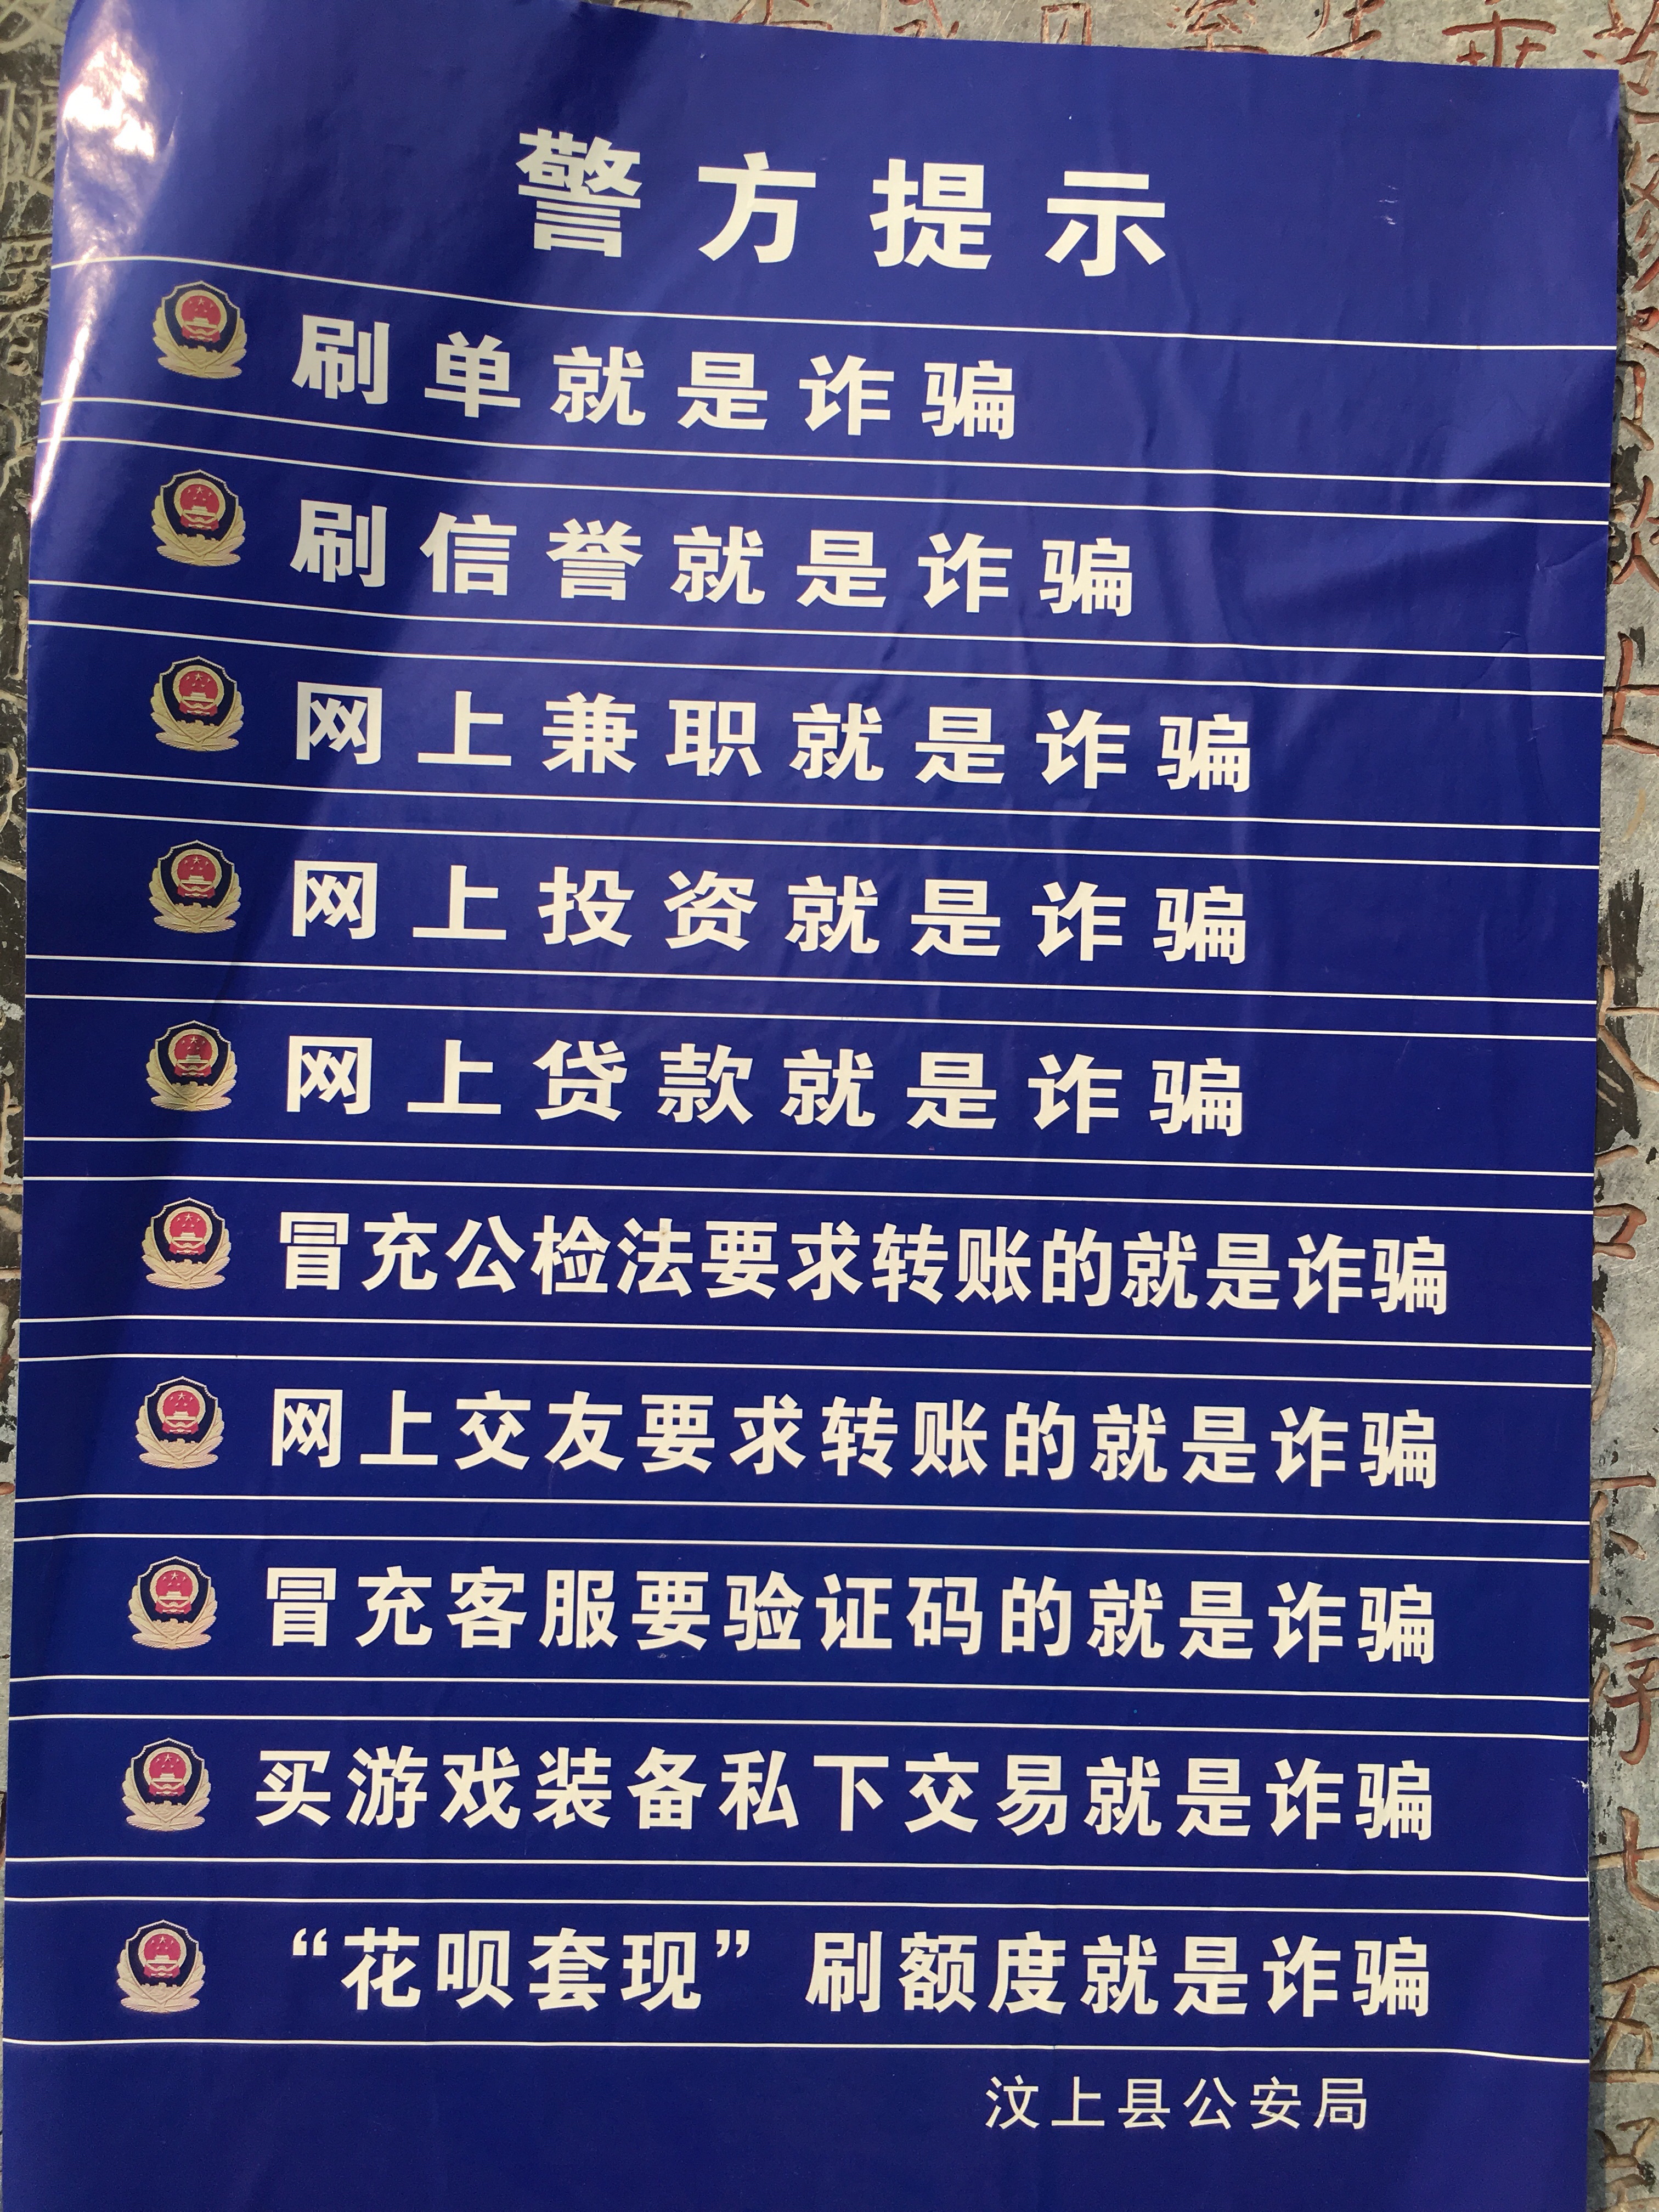 警方提示
刷单就是诈骗
刷信誉就是诈骗
网上兼职就是诈骗
网上投资就是诈骗
网上贷款就是诈骗
冒充公检法要求转账的就是诈骗
网上交友要求转账的就是诈骗
冒充客服要验证码的就是诈骗
买游戏装备私下交易就是诈骗
“花呗套现”刷额度就是诈骗
汶上县公安局